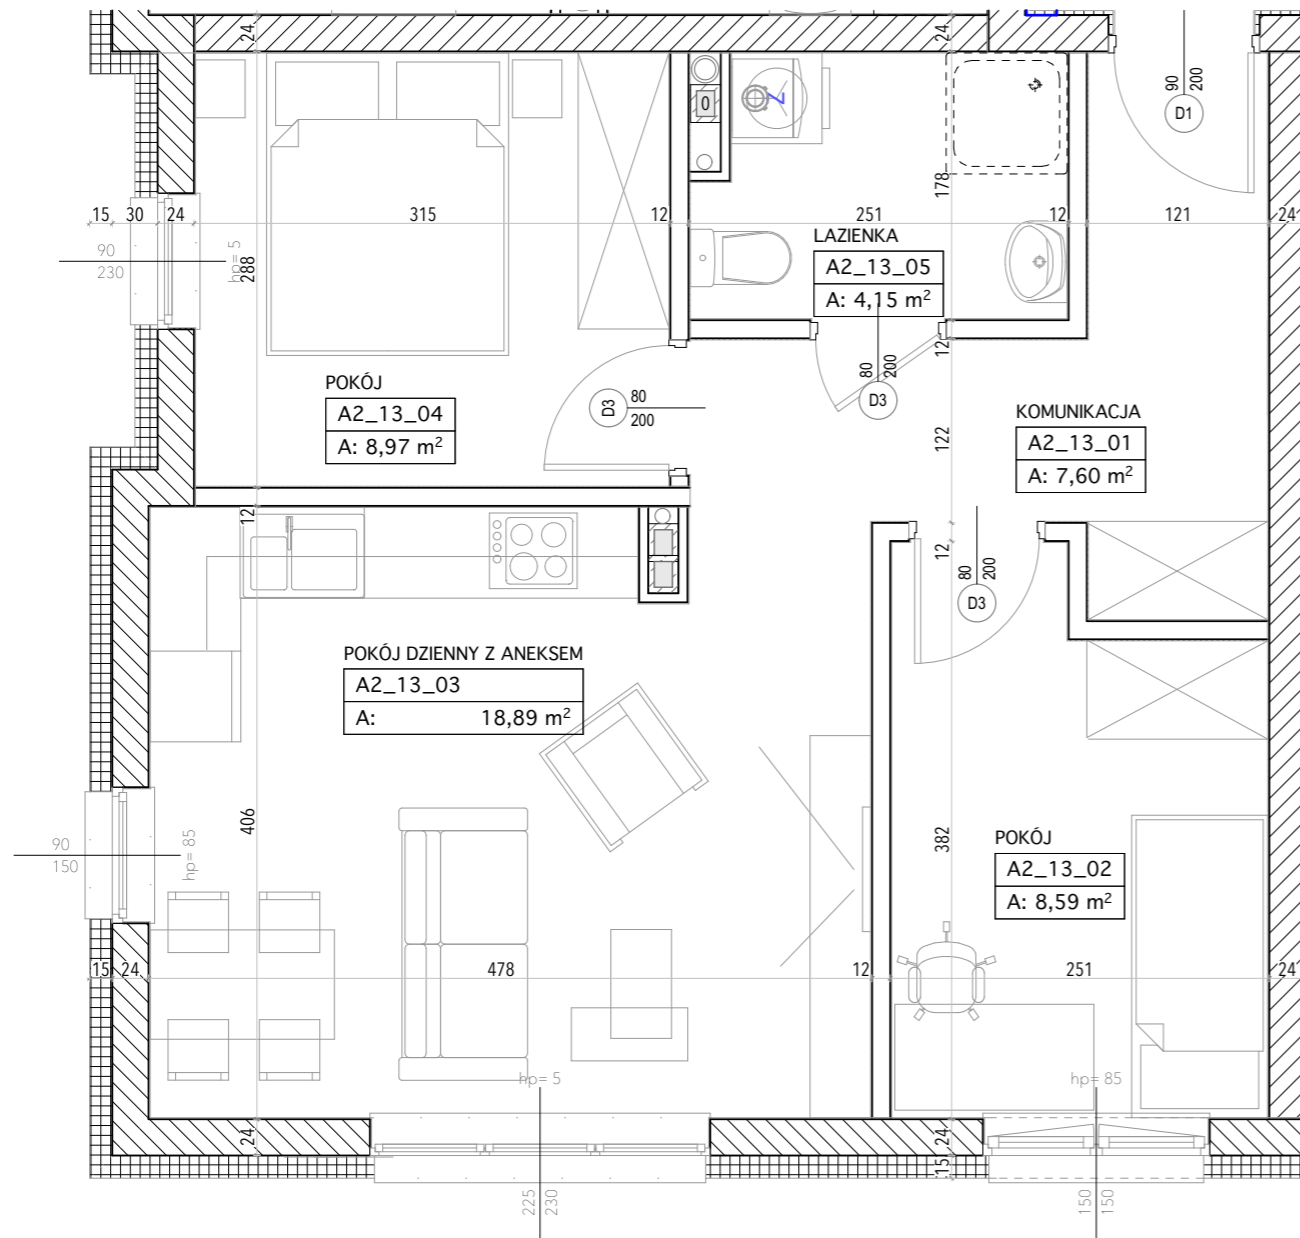 24
24
90
200
D1
0
Z
178
15
30
24
315
12
251
12
121
24
90
230
hp= 5
288
LAZIENKA
A2_13_05
A: 4,15 m²
12
80
200
D3
POKÓJ
A2_13_04
A: 8,97 m²
D3
80
200
122
KOMUNIKACJA
A2_13_01
A: 7,60 m²
12
12
80
200
D3
POKÓJ DZIENNY Z ANEKSEM
A2_13_03
A: 18,89 m²
406
382
90
150
hp= 85
POKÓJ
A2_13_02
A: 8,59 m²
15
24
478
12
251
24
hp= 5
hp= 85
24
24
15
225
230
150
150